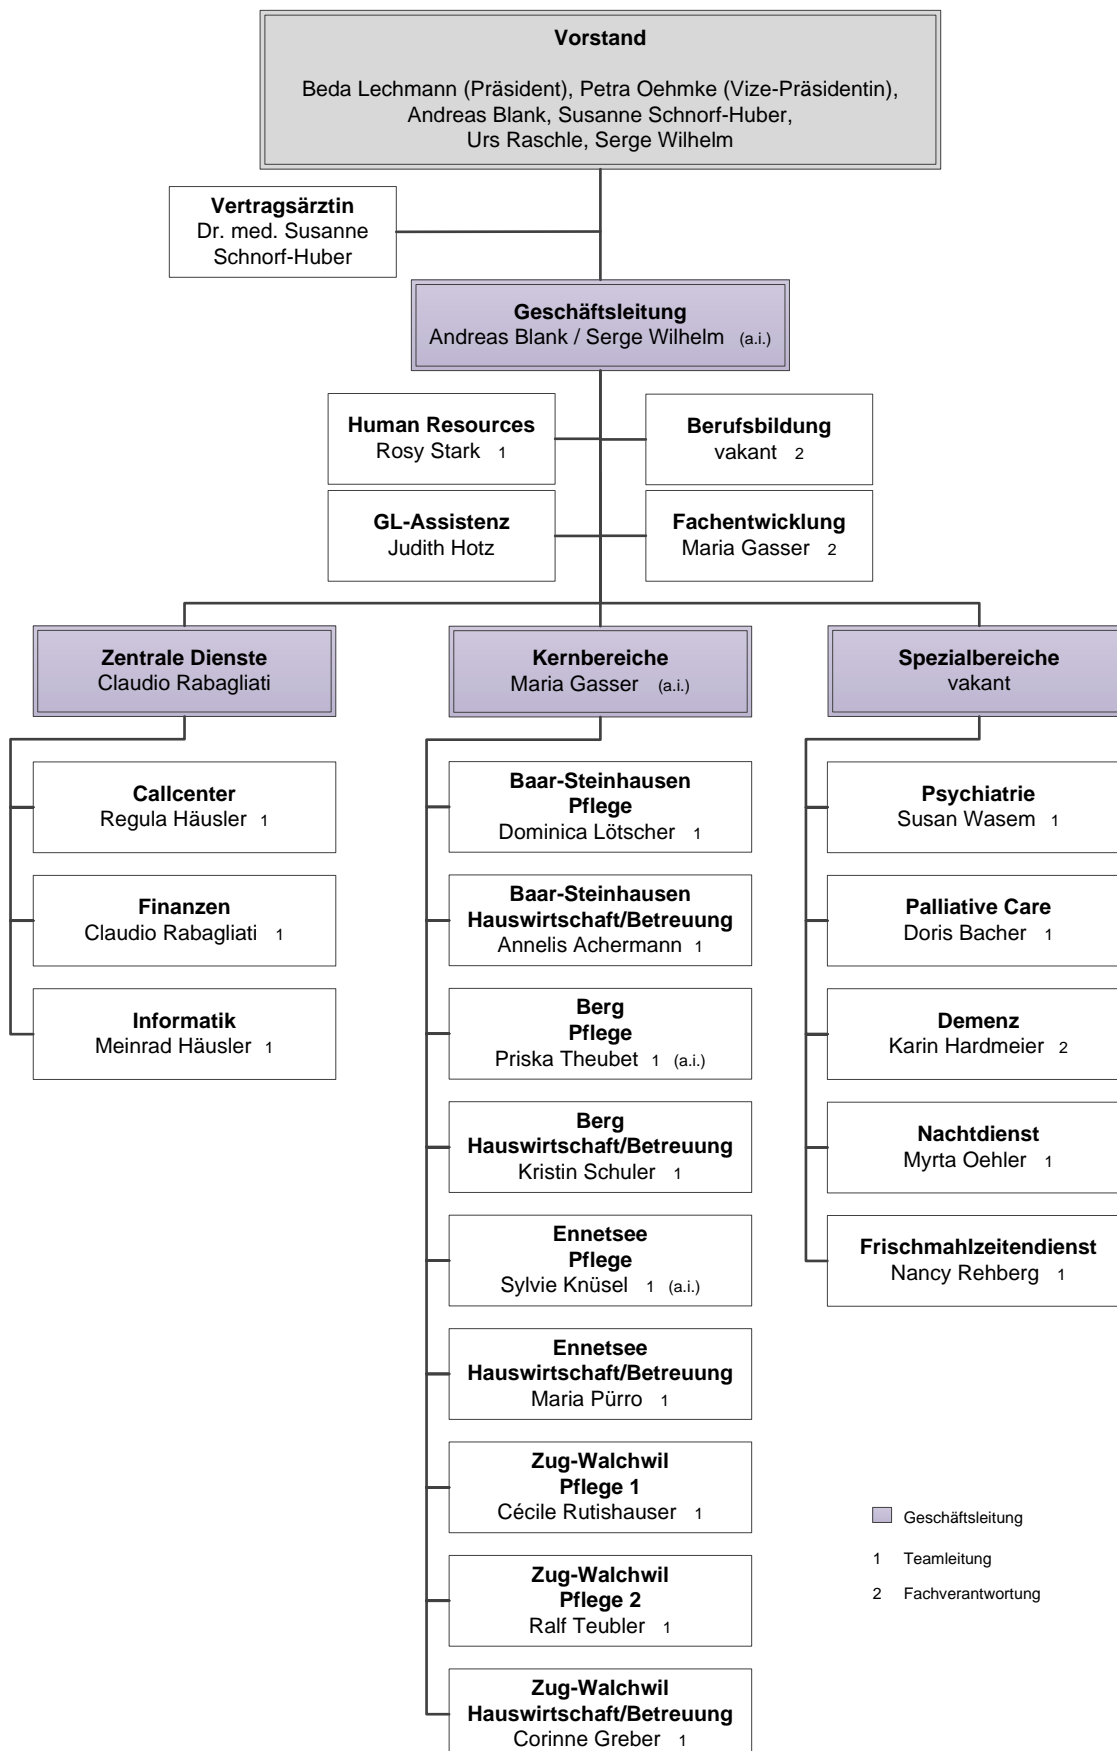 Vorstand
Beda Lechmann (Präsident), Petra Oehmke (Vize-Präsidentin),
Andreas Blank, Susanne Schnorf-Huber,
Urs Raschle, Serge Wilhelm
Vertragsärztin
Dr. med. Susanne
Schnorf-Huber
Geschäftsleitung
Andreas Blank / Serge Wilhelm (a.i.)
Human Resources
Rosy Stark 1
Berufsbildung
vakant 2
GL-Assistenz
Judith Hotz
Fachentwicklung
Maria Gasser 2
Zentrale Dienste
Claudio Rabagliati
Kernbereiche
Maria Gasser (a.i.)
Spezialbereiche
vakant
Callcenter
Regula Häusler 1
Finanzen
Claudio Rabagliati 1
Informatik
Meinrad Häusler 1
Baar-Steinhausen
Pflege
Dominica Lötscher 1
Baar-Steinhausen
Hauswirtschaft/Betreuung
Annelis Achermann 1
Berg
Pflege
Priska Theubet 1 (a.i.)
Berg
Hauswirtschaft/Betreuung
Kristin Schuler 1
Ennetsee
Pflege
Sylvie Knüsel 1 (a.i.)
Ennetsee
Hauswirtschaft/Betreuung
Maria Pürro 1
Zug-Walchwil
Pflege 1
Cécile Rutishauser 1
Zug-Walchwil
Pflege 2
Ralf Teubler 1
Zug-Walchwil
Hauswirtschaft/Betreuung
Corinne Greber 1
Psychiatrie
Susan Wasem 1
Palliative Care
Doris Bacher 1
Demenz
Karin Hardmeier 2
Nachtdienst
Myrta Oehler 1
Frischmahlzeitendienst
Nancy Rehberg 1
Geschäftsleitung
1 Teamleitung
2 Fachverantwortung